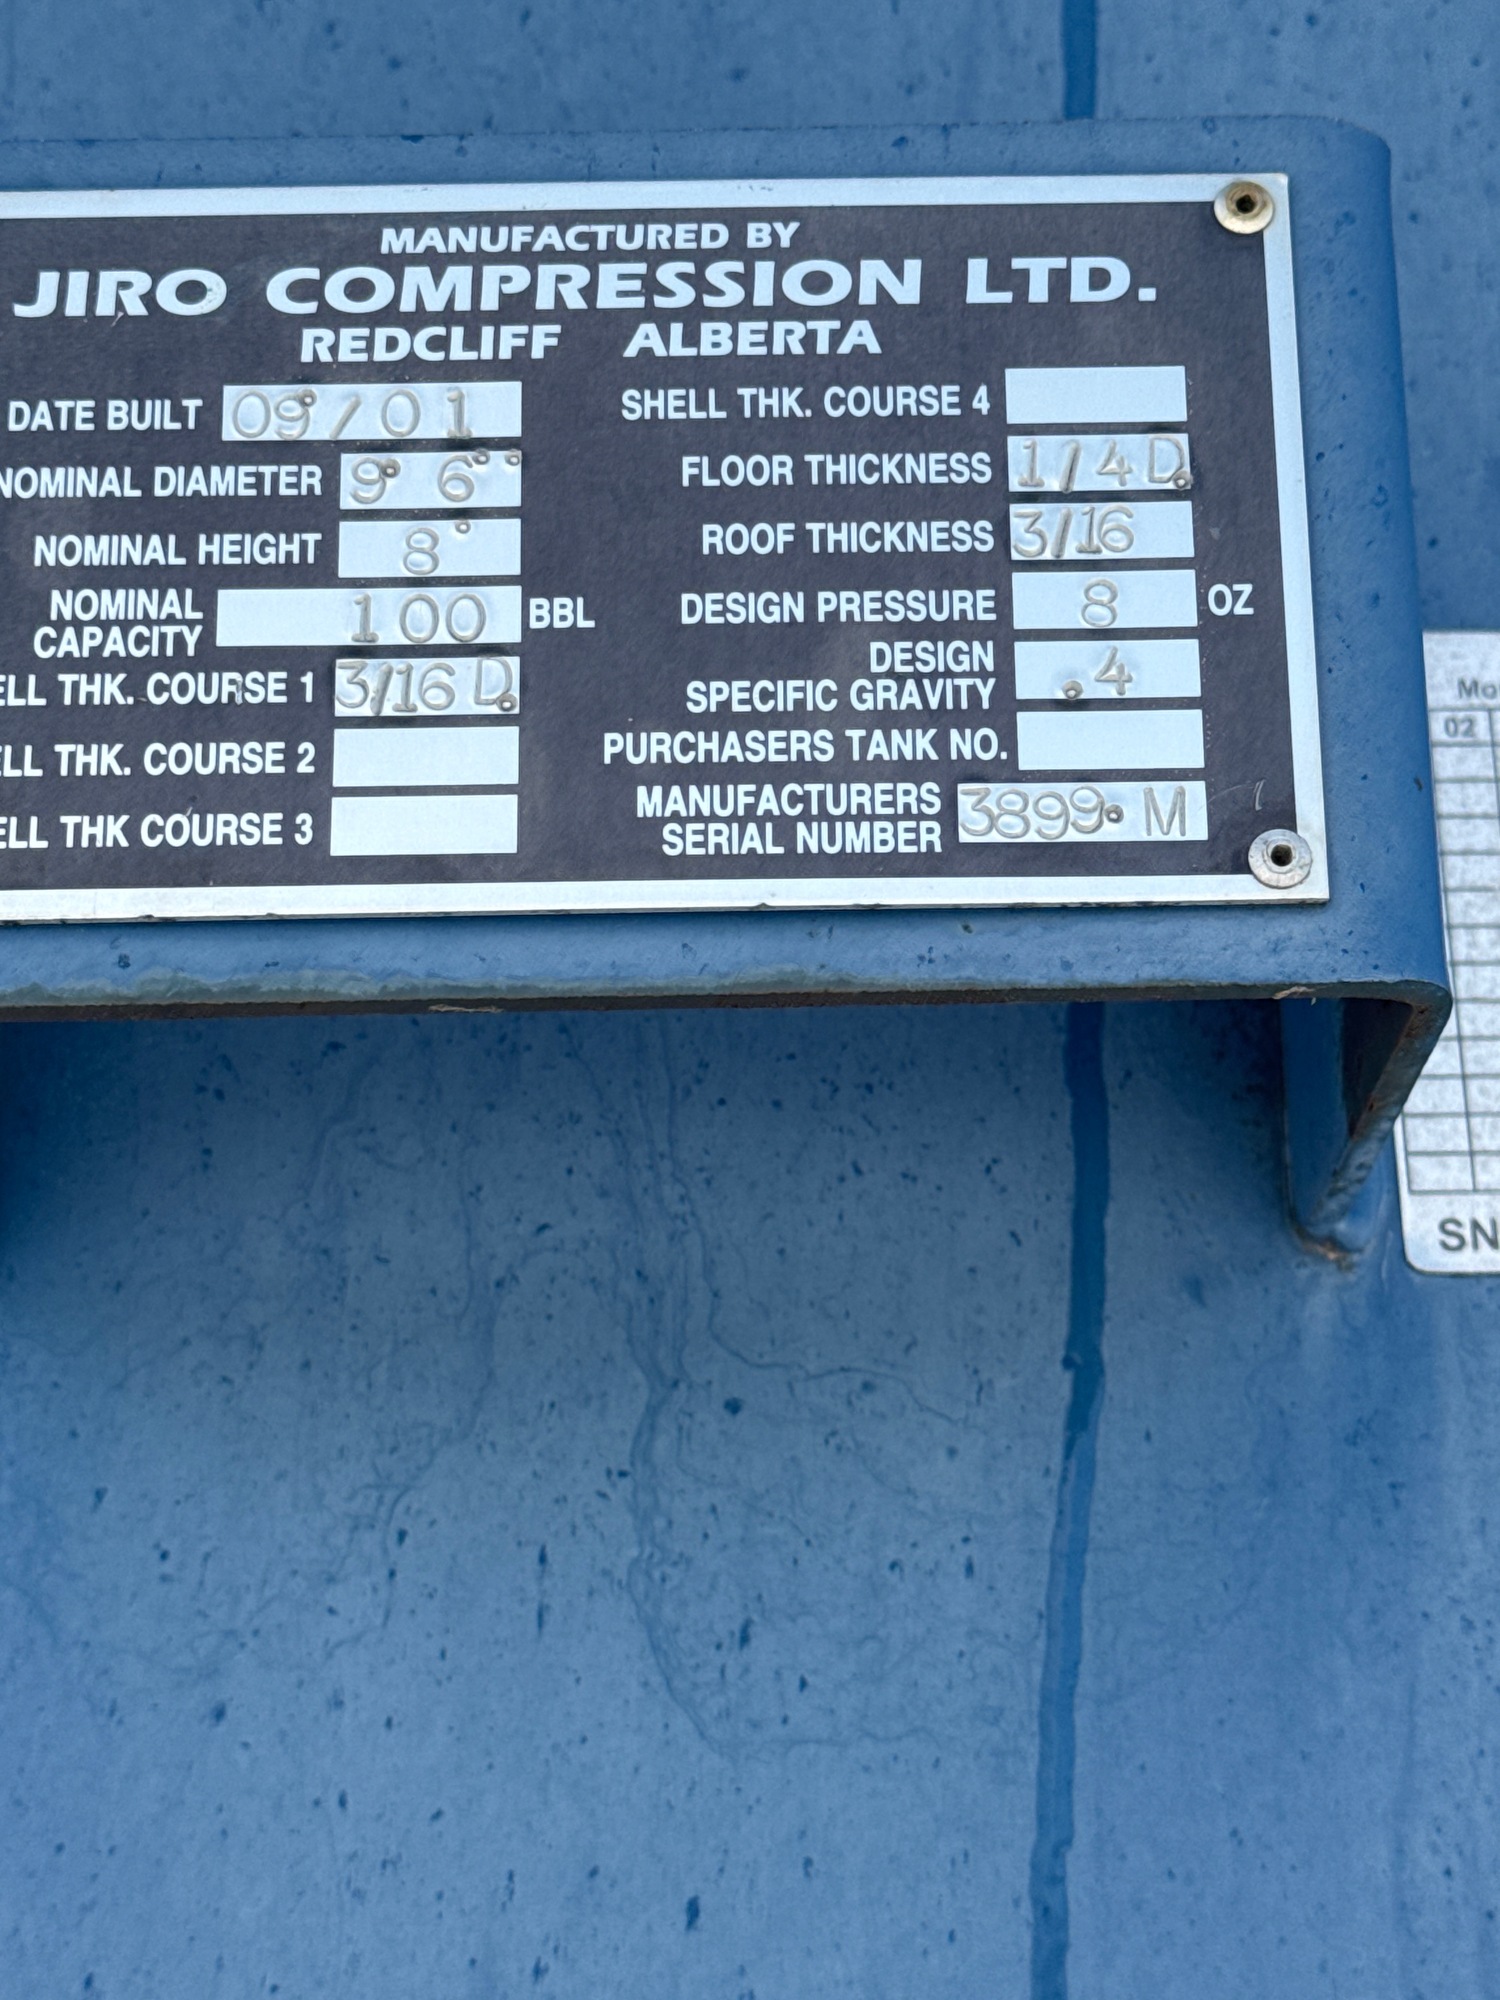 MANUFACTURED BY
JIRO COMPRESSION LTD.
REDCLIFF ALBERTA
DATE BUILT 09°/01
NOMINAL DIAMETER 9° 6°°
NOMINAL HEIGHT 8°
NOMINAL CAPACITY 100 BBL
ELL THK. COURSE 1 3/16 D.
ELL THK. COURSE 2
ELL THK COURSE 3
SHELL THK. COURSE 4
FLOOR THICKNESS 1/4 D.
ROOF THICKNESS 3/16
DESIGN PRESSURE 8 OZ
DESIGN
SPECIFIC GRAVITY .4
PURCHASERS TANK NO.
MANUFACTURERS
SERIAL NUMBER 3899° M
Mo
02
SN